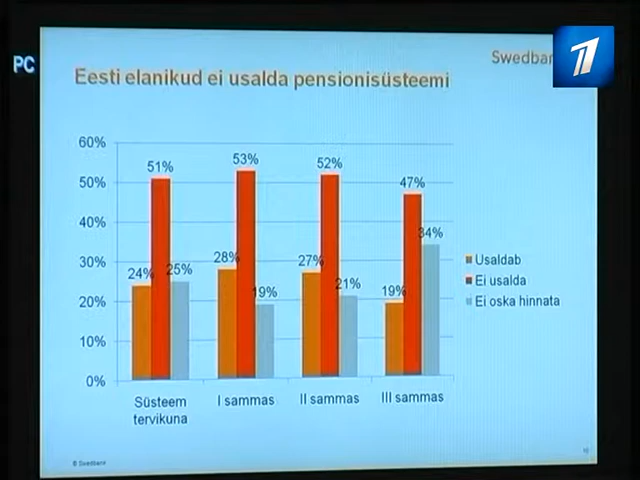 PC
Swedban
1
Eesti elanikud ei usalda pensionisüsteemi
60%
50%
40%
30%
20%
10%
0%
24%
51%
25%
28%
53%
19%
27%
52%
21%
19%
47%
34%
Süsteem
tervikuna
I sammas
II sammas
III sammas
Usaldab
Ei usalda
Ei oska hinnata
© Swedbank